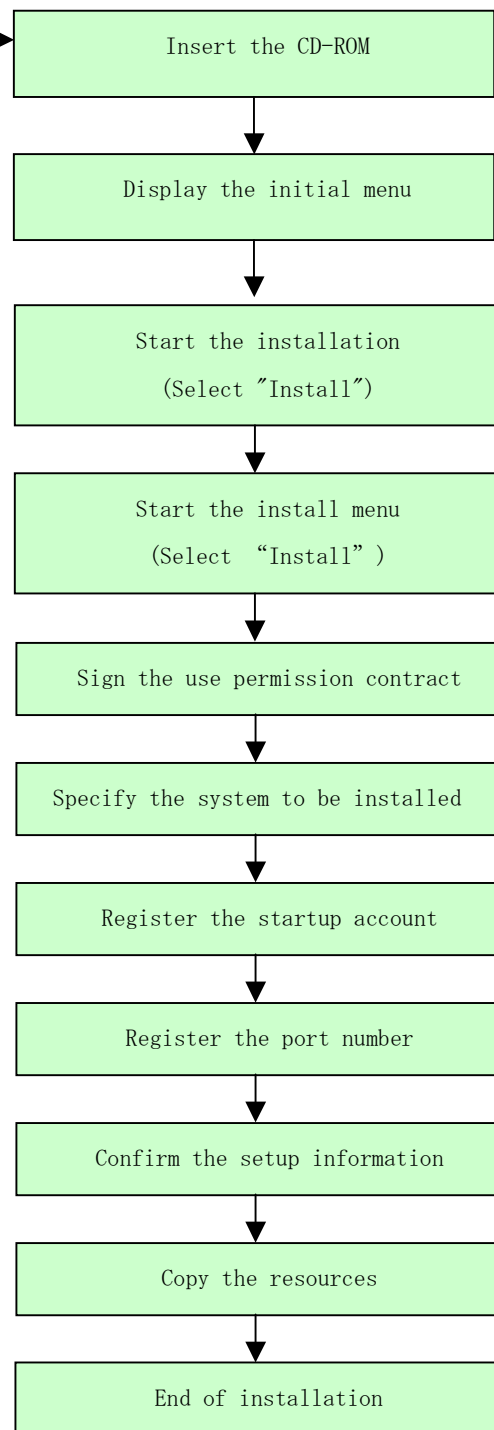 Insert the CD-ROM
Display the initial menu
Start the installation
(Select "Install")
Start the install menu
(Select “Install”)
Sign the use permission contract
Specify the system to be installed
Register the startup account
Register the port number
Confirm the setup information
Copy the resources
End of installation